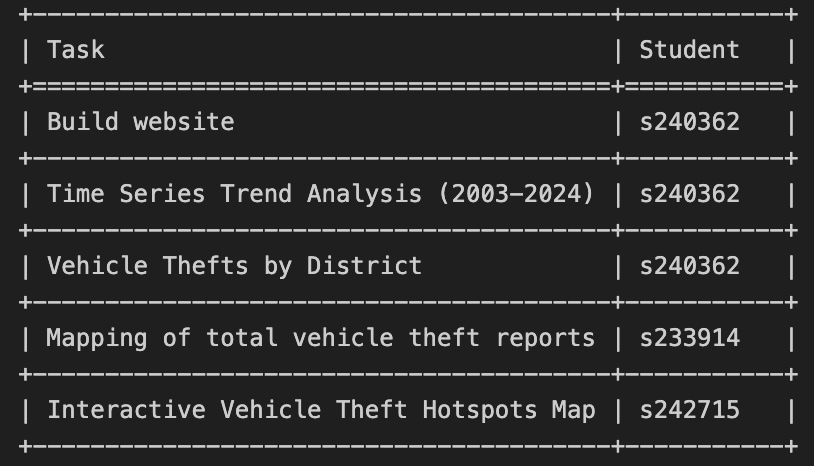 +----------------------------------------+-----------+
| Task                                   | Student   |
+========================================+===========+
| Build website                          | s240362   |
+----------------------------------------+-----------+
| Time Series Trend Analysis (2003-2024) | s240362   |
+----------------------------------------+-----------+
| Vehicle Thefts by District             | s240362   |
+----------------------------------------+-----------+
| Mapping of total vehicle theft reports | s233914   |
+----------------------------------------+-----------+
| Interactive Vehicle Theft Hotspots Map | s242715   |
+----------------------------------------+-----------+